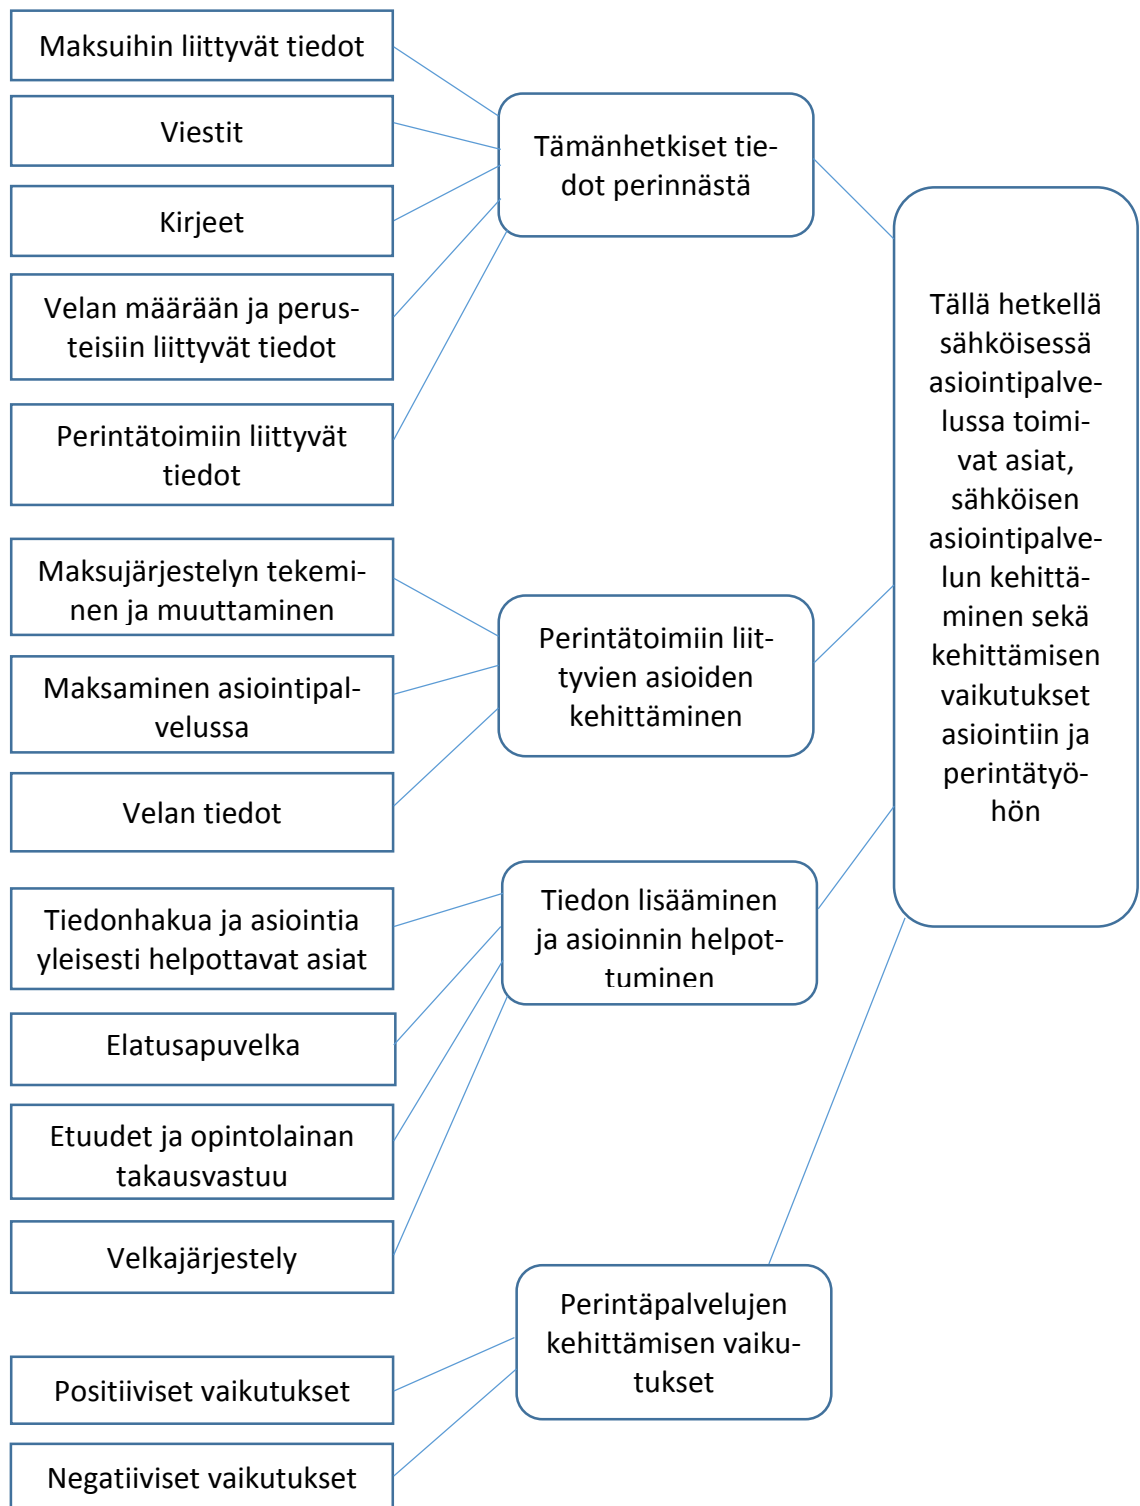 Maksuihin liittyvät tiedot
Viestit
Kirjeet
Velan määrään ja perus-
teisiin liittyvät tiedot
Perintätoimiin liittyvät
tiedot
Maksujärjestelyn tekemi-
nen ja muuttaminen
Maksaminen asiointipal-
velussa
Velan tiedot
Tiedonhakua ja asiointia
yleisesti helpottavat asiat
Elatusapuvelka
Etuudet ja opintolainan
takausvastuu
Velkajärjestely
Positiiviset vaikutukset
Negatiiviset vaikutukset
Tämänhetkiset tie-
dot perinnästä
Perintätoimiin liit-
tyvien asioiden
kehittäminen
Tiedon lisääminen
ja asioinnin helpot-
tuminen
Perintäpalvelujen
kehittämisen vaiku-
tukset
Tällä hetkellä
sähköisessä
asiointipalve-
lussa toimi-
vat asiat,
sähköisen
asiointipalve-
lun kehittä-
minen sekä
kehittämisen
vaikutukset
asiointiin ja
perintätyö-
hön